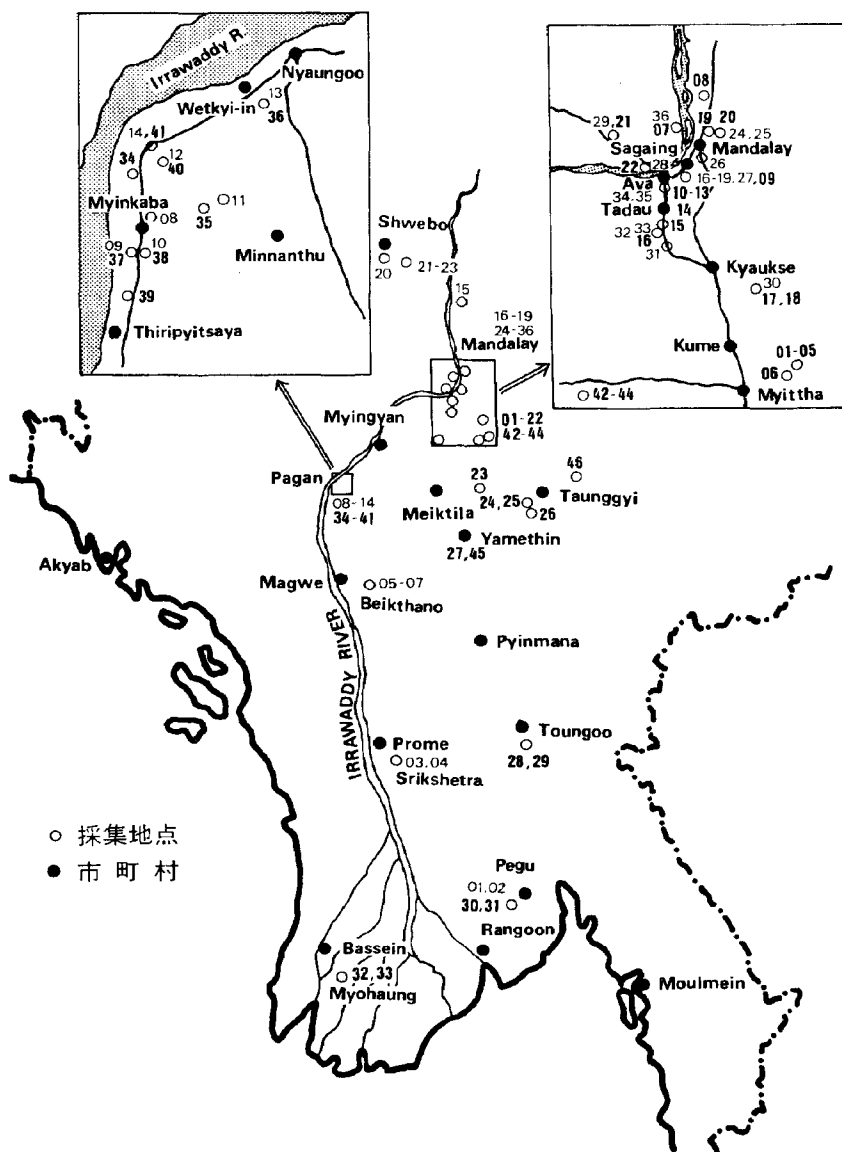 Irrawaddy R
Nyaungoo
Wetkyi-in
13
36
14,41
12
34
40
Myinkaba
08
35
11
09
10
37
38
Minnanthu
39
Thiripyitsaya
08
36
07
19
20
29,21
24,25
Sagaing
Mandalay
22
28
26
Ava
16-19.27,09
34,35
10-13
Tadau
14
33
15
32
16
31
Kyaukse
30
17,18
Kume
01-05
06
42-44
Myittha
Shwebo
20
21-23
15
16-19
24-36
Mandalay
Myingyan
01-22
42-44
Pagan
08-14
34-41
23
46
Meiktila
24,25
Taunggyi
26
Yamethin
27,45
Akyab
Magwe
05-07
Beikthano
IRRAWADDY RIVER
Pyinmana
Prome
03.04
Srikshetra
Toungoo
28,29
○ 採集地点
● 市町村
Pegu
01.02
30,31
Rangoon
Bassein
32,33
Myohaung
Moulmein